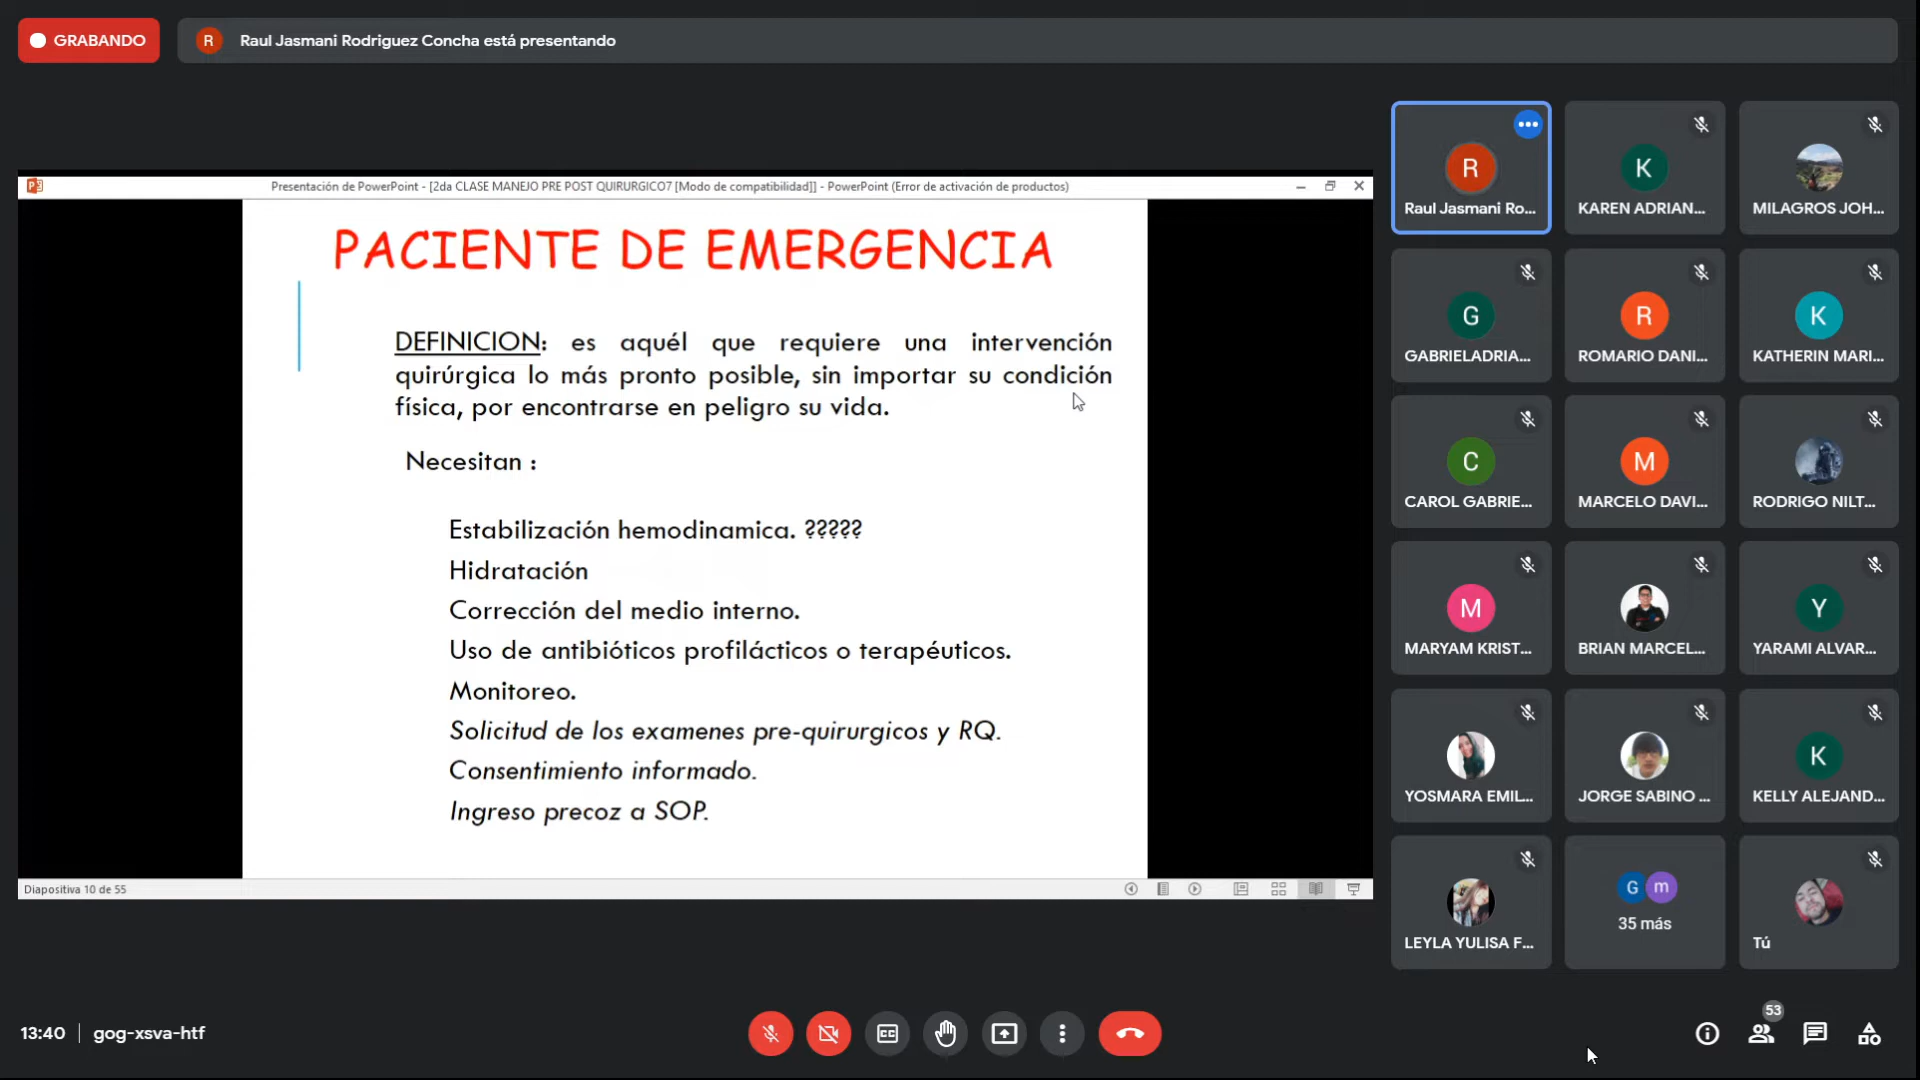 GRABANDO
R
Raul Jasmani Rodriguez Concha está presentando
Presentación de PowerPoint - [2da CLASE MANEJO PRE POST QUIRURGICO7 [Modo de compatibilidad]] - PowerPoint (Error de activación de productos)
PACIENTE DE EMERGENCIA
DEFINICION: es aquél que requiere una intervención
quirúrgica lo más pronto posible, sin importar su condición
física, por encontrarse en peligro su vida.
Necesitan :
Estabilización hemodinamica. ?????
Hidratación
Corrección del medio interno.
Uso de antibióticos profilácticos o terapéuticos.
Monitoreo.
Solicitud de los examenes pre-quirurgicos y RQ.
Consentimiento informado.
Ingreso precoz a SOP.
Diapositiva 10 de 55
R
Raul Jasmani Ro...
K
KAREN ADRIAN...
MILAGROS JOH...
G
GABRIELADRIA...
R
ROMARIO DANI...
K
KATHERIN MARI...
C
CAROL GABRIE...
M
MARCELO DAVI...
RODRIGO NILT...
M
MARYAM KRIST...
BRIAN MARCEL...
Y
YARAMI ALVAR...
YOSMARA EMIL...
JORGE SABINO ...
K
KELLY ALEJAND...
LEYLA YULISA F...
G m
35 más
Tú
13:40 | gog-xsva-htf
CC
53